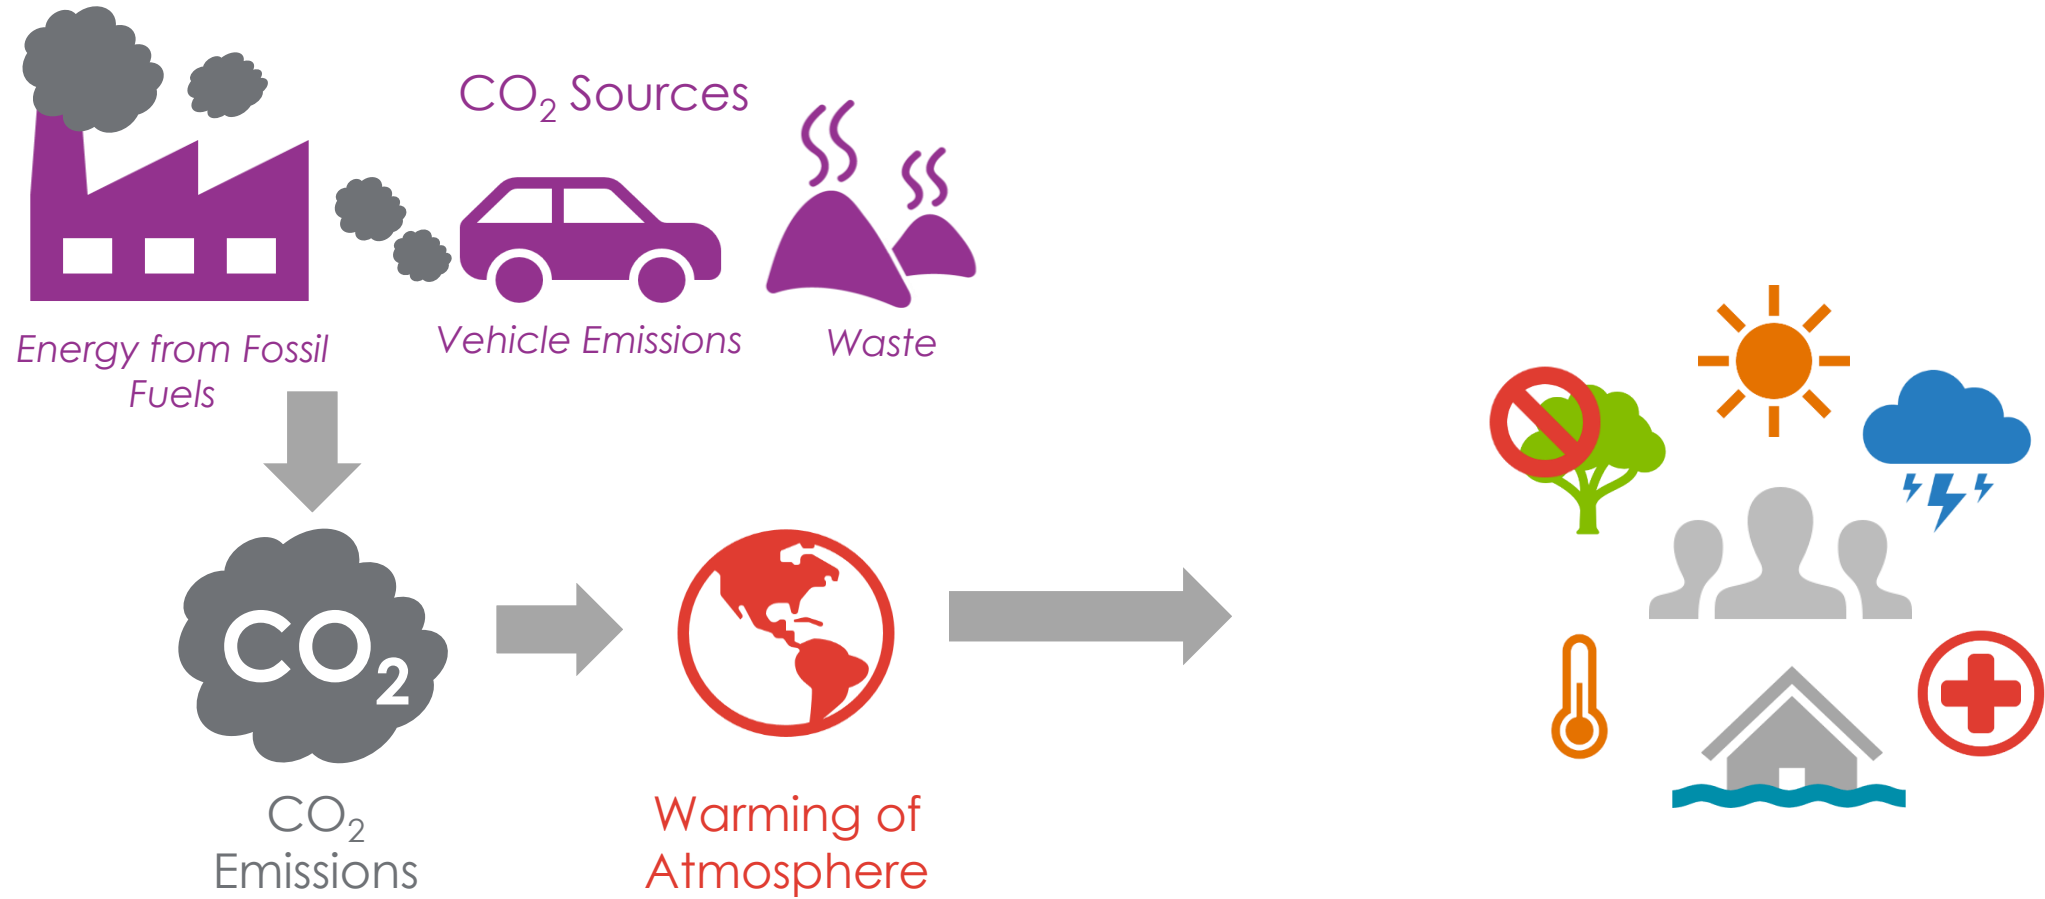 CO₂ Sources
Energy from Fossil
Fuels
Vehicle Emissions
Waste
CO₂
CO₂
Emissions
Warming of
Atmosphere